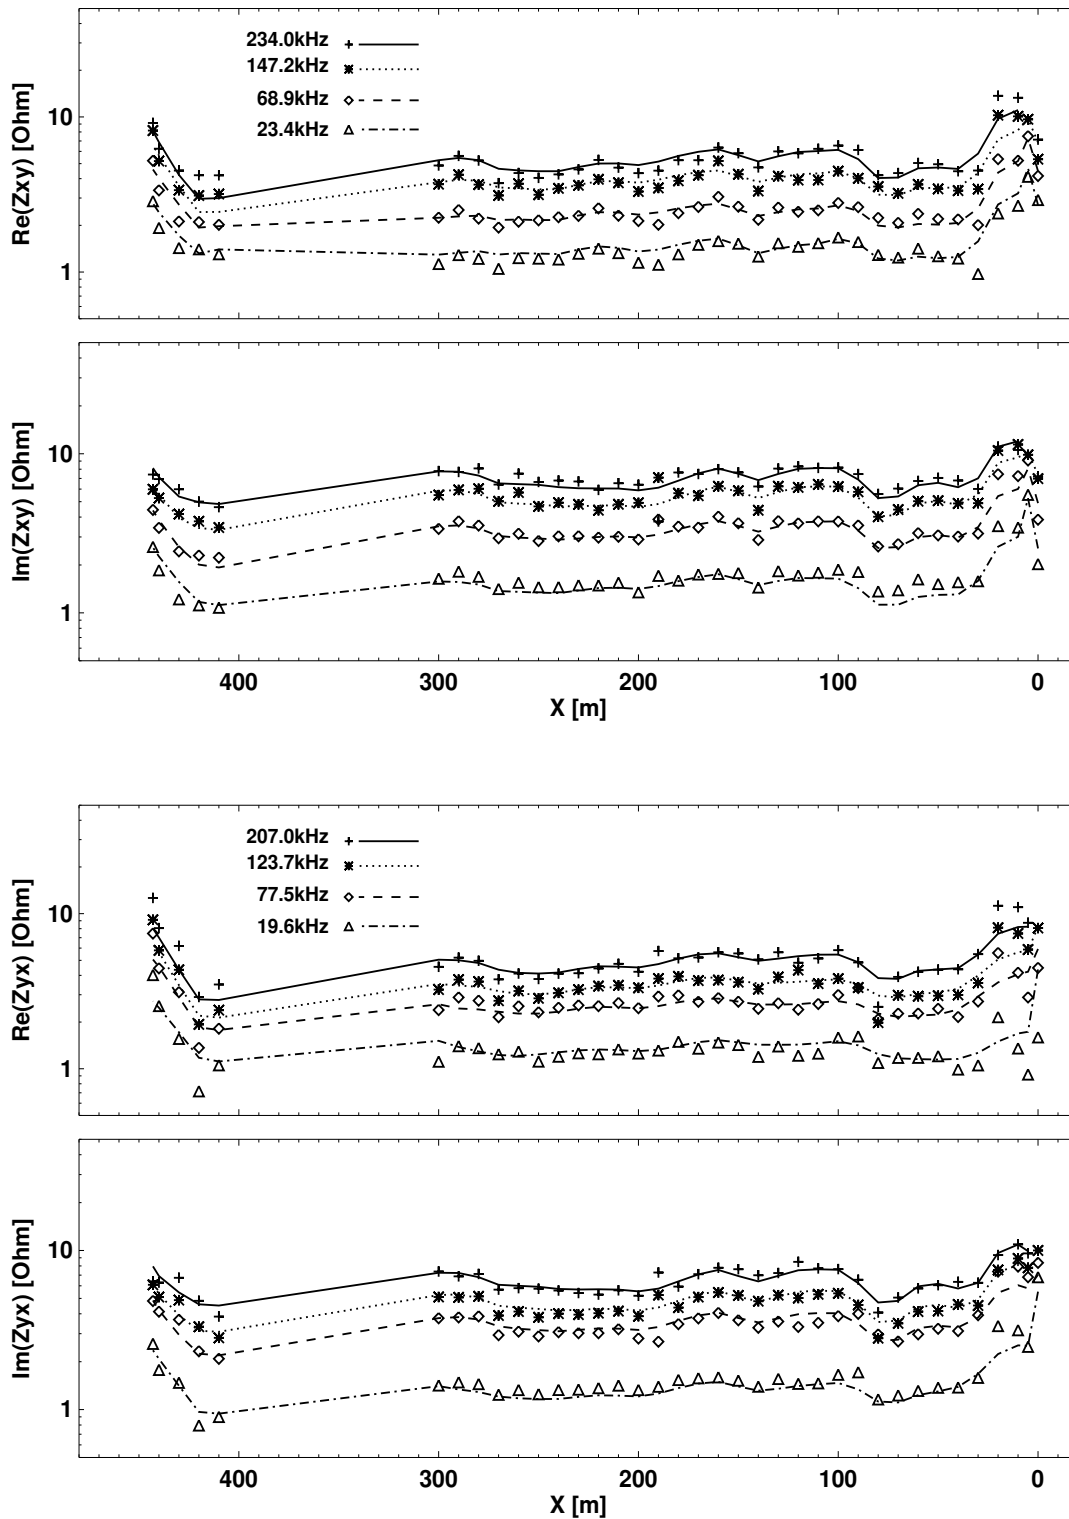 234.0kHz
147.2kHz
68.9kHz
23.4kHz
Re(Zxy) [Ohm]
10
1
Im(Zxy) [Ohm]
10
1
400 300 200 100 0
X [m]
207.0kHz
123.7kHz
77.5kHz
19.6kHz
Re(Zyx) [Ohm]
10
1
Im(Zyx) [Ohm]
10
1
400 300 200 100 0
X [m]